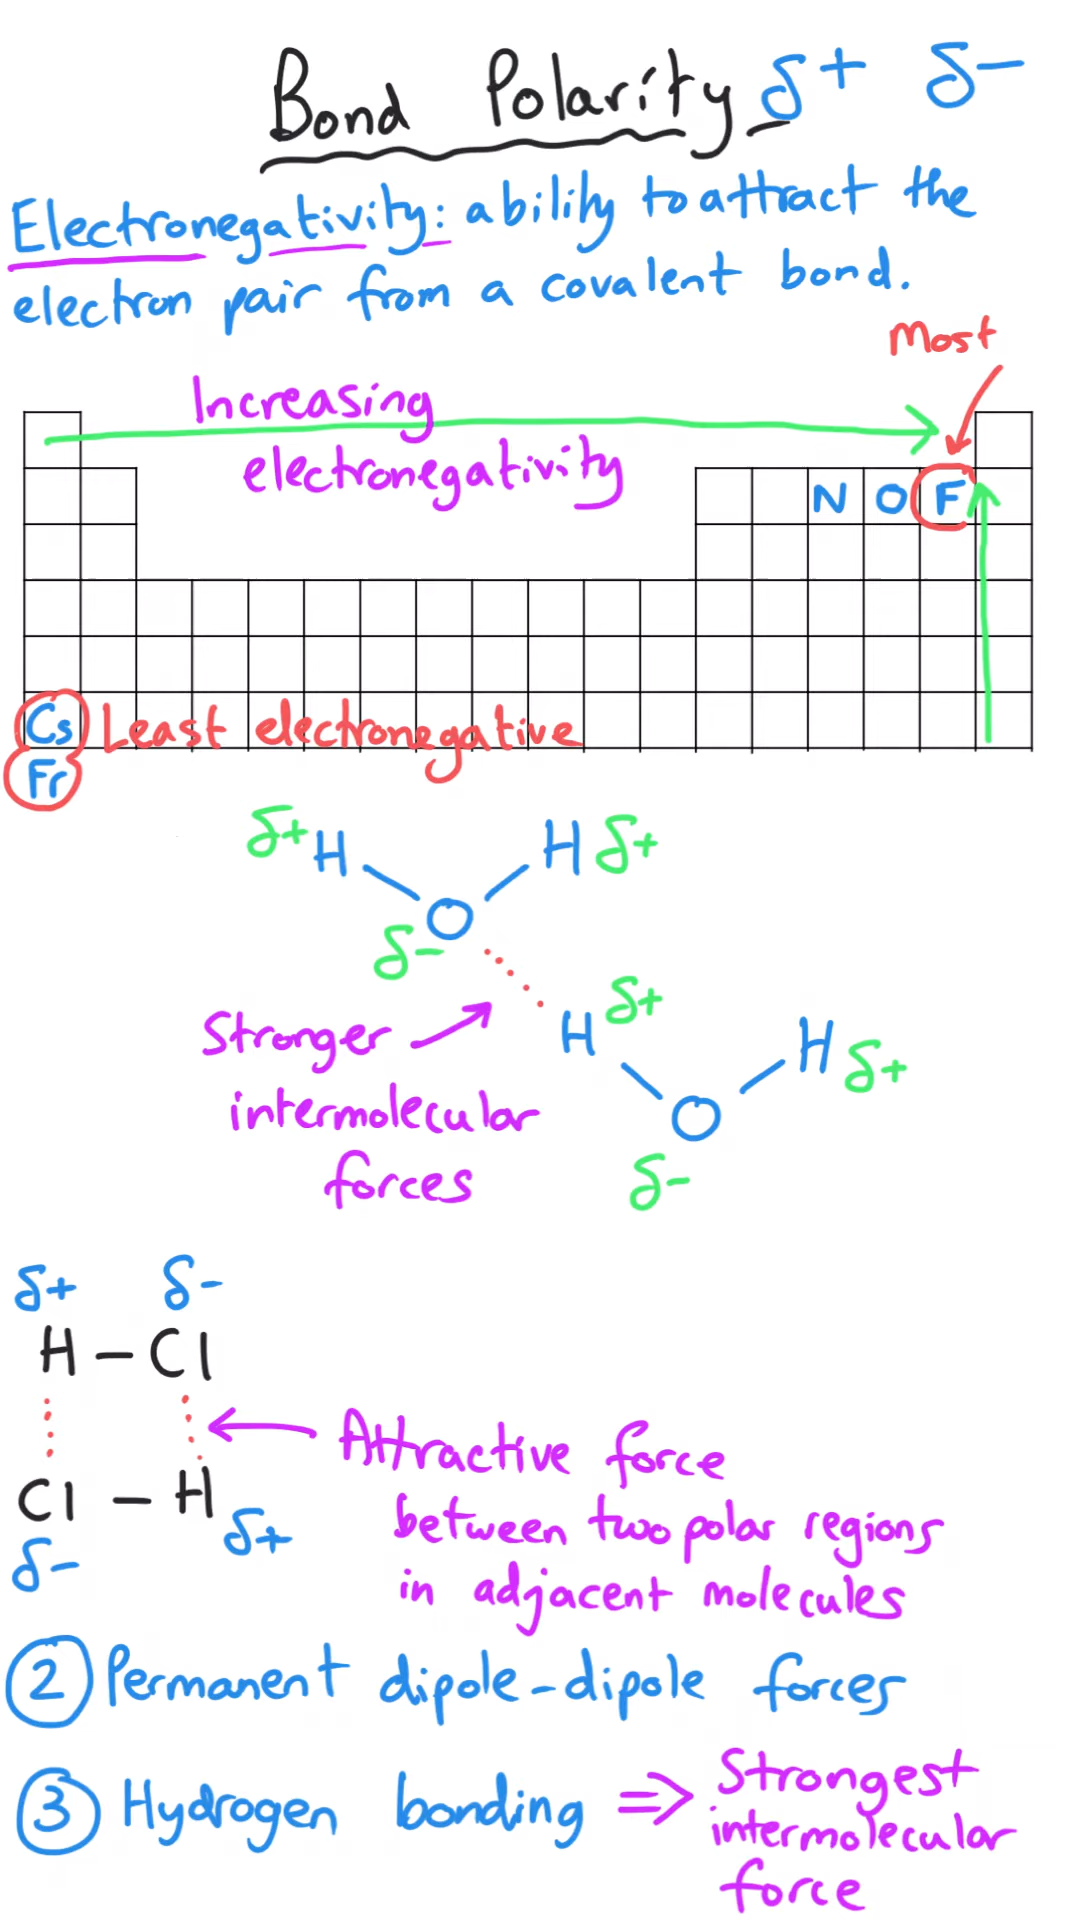 Bond Polarity δ+ δ-
Electronegativity: ability to attract the
electron pair from a covalent bond.
Most
Increasing
electronegativity
N O F
Cs Least electronegative
Fr
δ+ H H δ+
O
δ-
H δ+
Stronger
H δ+
intermolecular
O
forces
δ-
δ+ δ-
H - Cl
Attractive force
Cl - H
between two polar regions
δ+
δ-
in adjacent molecules
2 Permanent dipole-dipole forces
3 Hydrogen bonding ⇒ Strongest
intermolecular
force